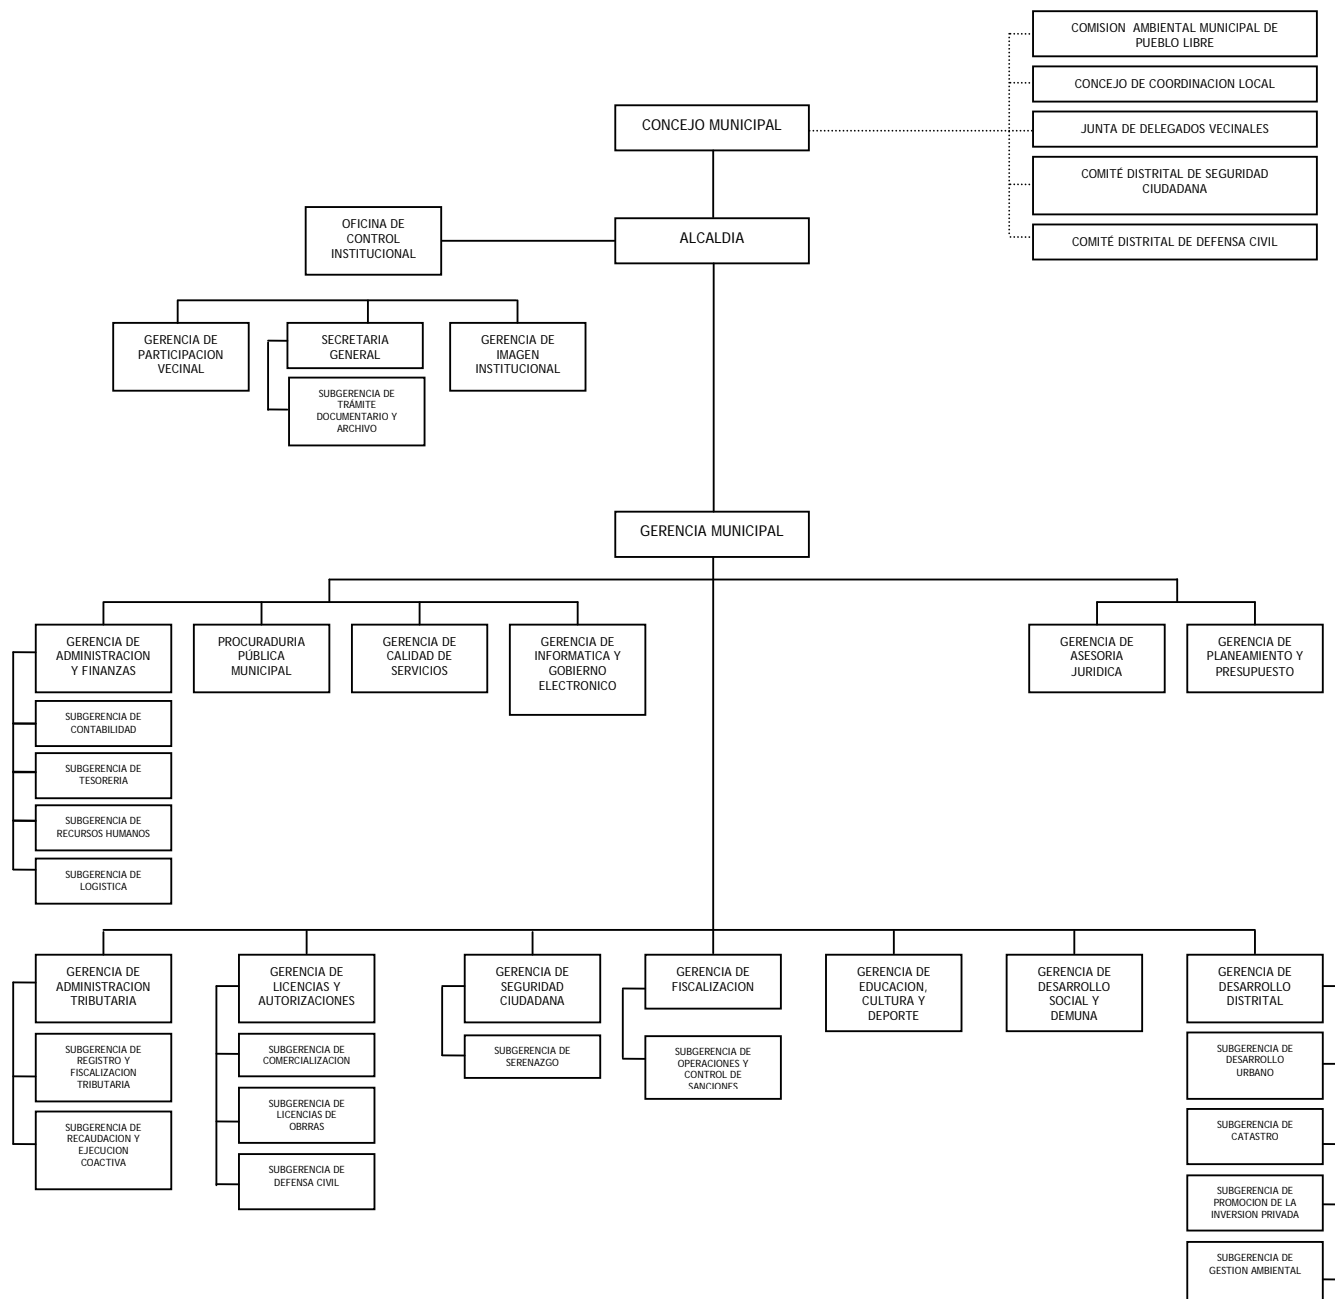 COMISION AMBIENTAL MUNICIPAL DE
PUEBLO LIBRE
CONCEJO DE COORDINACION LOCAL
CONCEJO MUNICIPAL
JUNTA DE DELEGADOS VECINALES
COMITÉ DISTRITAL DE SEGURIDAD
CIUDADANA
COMITÉ DISTRITAL DE DEFENSA CIVIL
OFICINA DE
CONTROL
INSTITUCIONAL
ALCALDIA
GERENCIA DE
PARTICIPACION
VECINAL
SECRETARIA
GENERAL
SUBGERENCIA DE
TRÁMITE
DOCUMENTARIO Y
ARCHIVO
GERENCIA DE
IMAGEN
INSTITUCIONAL
GERENCIA MUNICIPAL
GERENCIA DE
ADMINISTRACION
Y FINANZAS
PROCURADURIA
PÚBLICA
MUNICIPAL
GERENCIA DE
CALIDAD DE
SERVICIOS
GERENCIA DE
INFORMATICA Y
GOBIERNO
ELECTRONICO
GERENCIA DE
ASESORIA
JURIDICA
GERENCIA DE
PLANEAMIENTO Y
PRESUPUESTO
SUBGERENCIA DE
CONTABILIDAD
SUBGERENCIA DE
TESORERIA
SUBGERENCIA DE
RECURSOS HUMANOS
SUBGERENCIA DE
LOGISTICA
GERENCIA DE
ADMINISTRACION
TRIBUTARIA
SUBGERENCIA DE
REGISTRO Y
FISCALIZACION
TRIBUTARIA
SUBGERENCIA DE
RECAUDACION Y
EJECUCION
COACTIVA
GERENCIA DE
LICENCIAS Y
AUTORIZACIONES
SUBGERENCIA DE
COMERCIALIZACION
SUBGERENCIA DE
LICENCIAS DE
OBRRAS
SUBGERENCIA DE
DEFENSA CIVIL
GERENCIA DE
SEGURIDAD
CIUDADANA
SUBGERENCIA DE
SERENAZGO
GERENCIA DE
FISCALIZACION
SUBGERENCIA DE
OPERACIONES Y
CONTROL DE
SANCIONES
GERENCIA DE
EDUCACION,
CULTURA Y
DEPORTE
GERENCIA DE
DESARROLLO
SOCIAL Y
DEMUNA
GERENCIA DE
DESARROLLO
DISTRITAL
SUBGERENCIA DE
DESARROLLO
URBANO
SUBGERENCIA DE
CATASTRO
SUBGERENCIA DE
PROMOCION DE LA
INVERSION PRIVADA
SUBGERENCIA DE
GESTION AMBIENTAL